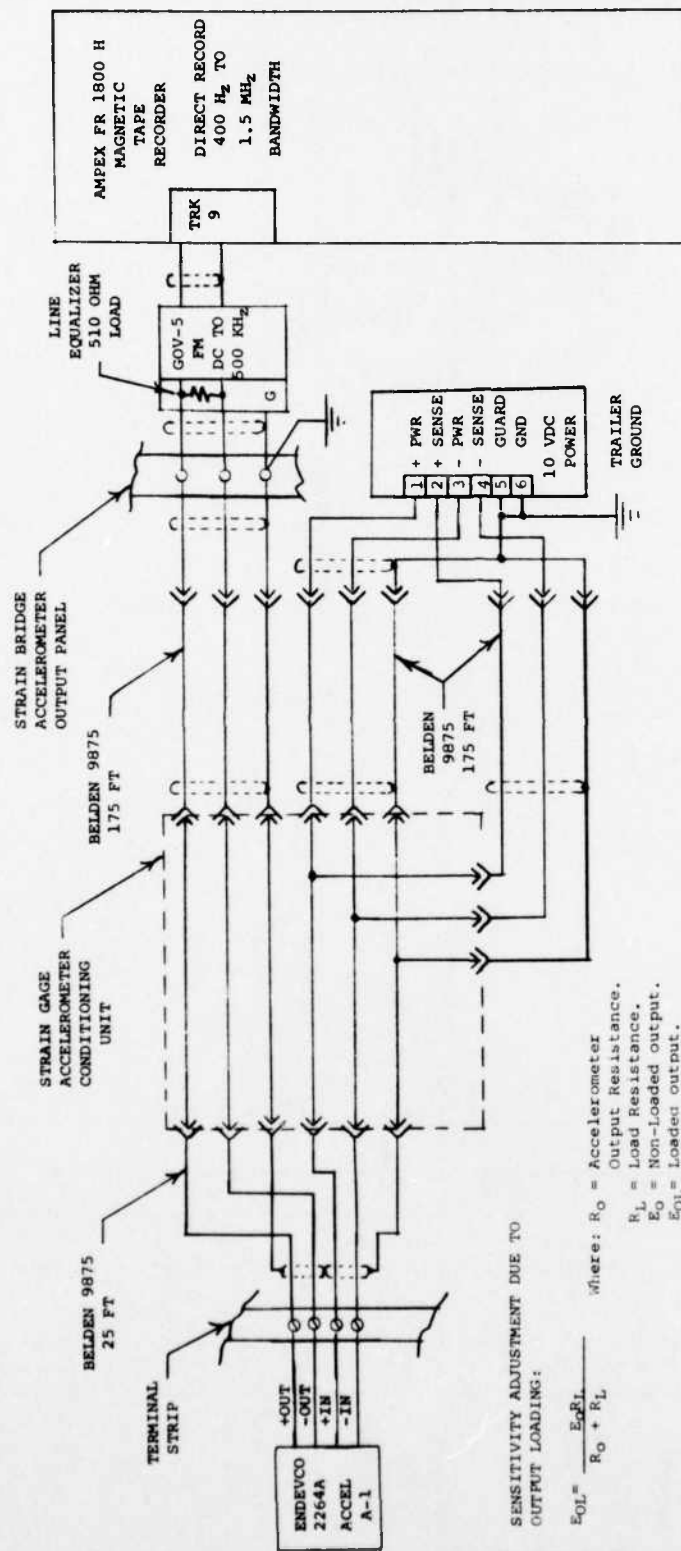 AMPEX FR 1800 H
MAGNETIC
TAPE
RECORDER
DIRECT RECORD
400 Hz TO
1.5 MHz
BANDWIDTH
TRK
9
LINE
EQUALIZER
510 OHM
LOAD
GOV-5
FM
DC TO
500 KHz
G
STRAIN BRIDGE
ACCELEROMETER
OUTPUT PANEL
1 + PWR
2 + SENSE
3 - PWR
4 - SENSE
5 GUARD
6 GND
10 VDC
POWER
TRAILER
GROUND
BELDEN 9875
175 FT
BELDEN
9875
175 FT
STRAIN GAGE
ACCELEROMETER
CONDITIONING
UNIT
BELDEN 9875
25 FT
TERMINAL
STRIP
+OUT
-OUT
+IN
-IN
ENDEVCO
2264A
ACCEL
A-1
SENSITIVITY ADJUSTMENT DUE TO
OUTPUT LOADING:
EOL= EORL
RO + RL
Where: RO = Accelerometer
Output Resistance.
RL = Load Resistance.
EO = Non-Loaded output.
EOL= Loaded output.